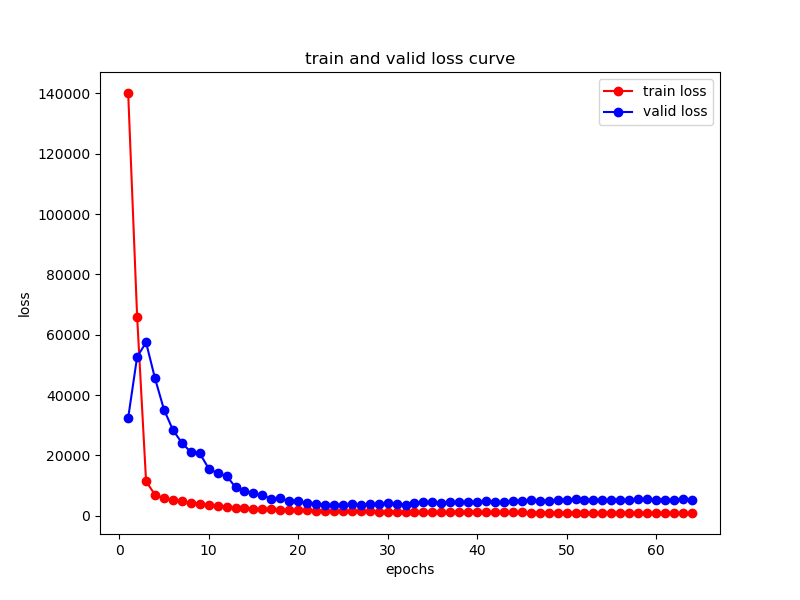 train and valid loss curve
train loss
valid loss
140000
120000
100000
80000
60000
40000
20000
0
loss
0 10 20 30 40 50 60
epochs